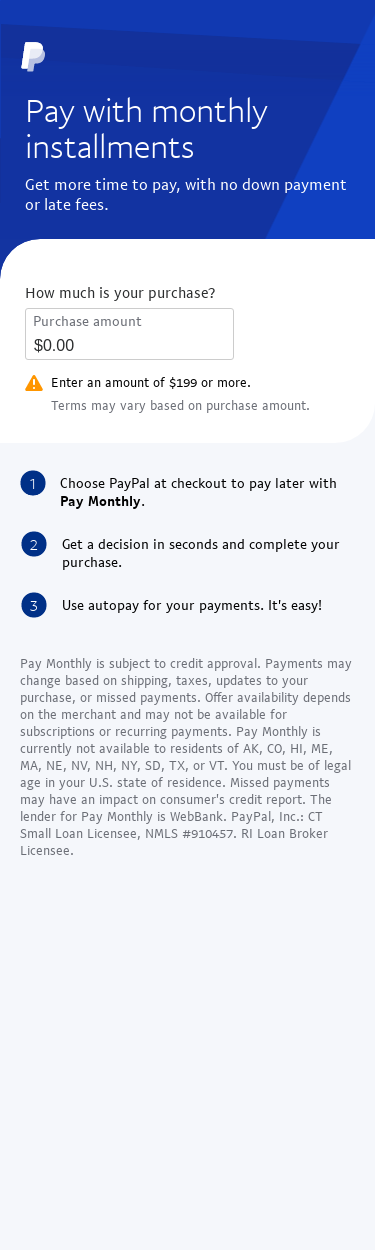 Pay with monthly
installments
Get more time to pay, with no down payment
or late fees.
How much is your purchase?
Purchase amount
$0.00
Enter an amount of $199 or more.
Terms may vary based on purchase amount.
1 Choose PayPal at checkout to pay later with
Pay Monthly.
2 Get a decision in seconds and complete your
purchase.
3 Use autopay for your payments. It's easy!
Pay Monthly is subject to credit approval. Payments may
change based on shipping, taxes, updates to your
purchase, or missed payments. Offer availability depends
on the merchant and may not be available for
subscriptions or recurring payments. Pay Monthly is
currently not available to residents of AK, CO, HI, ME,
MA, NE, NV, NH, NY, SD, TX, or VT. You must be of legal
age in your U.S. state of residence. Missed payments
may have an impact on consumer's credit report. The
lender for Pay Monthly is WebBank. PayPal, Inc.: CT
Small Loan Licensee, NMLS #910457. RI Loan Broker
Licensee.